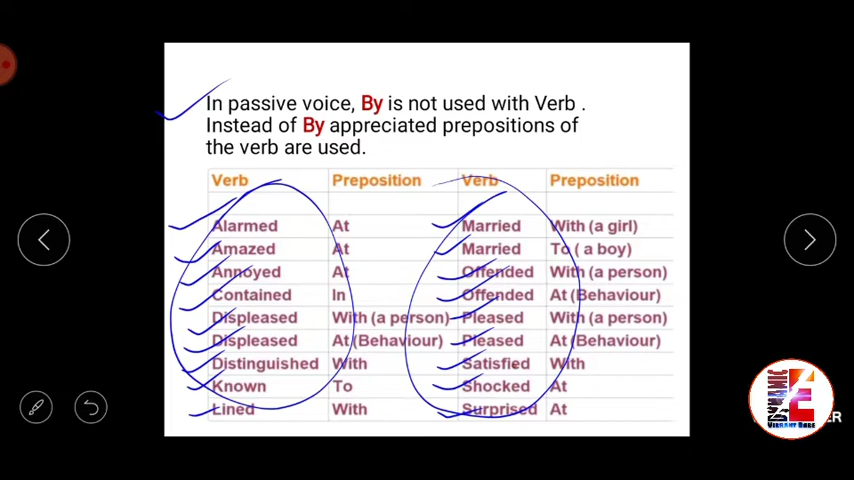 In passive voice, By is not used with Verb .
Instead of By appreciated prepositions of
the verb are used.
Verb Preposition Verb Preposition
Alarmed At Married With (a girl)
Amazed At Married To ( a boy)
Annoyed At Offended With (a person)
Contained In Offended At (Behaviour)
Displeased With (a person) Pleased With (a person)
Displeased At (Behaviour) Pleased At (Behaviour)
Distinguished With Satisfied With
Known To Shocked At
Lined With Surprised At
DYNAMIC
VIBRANT